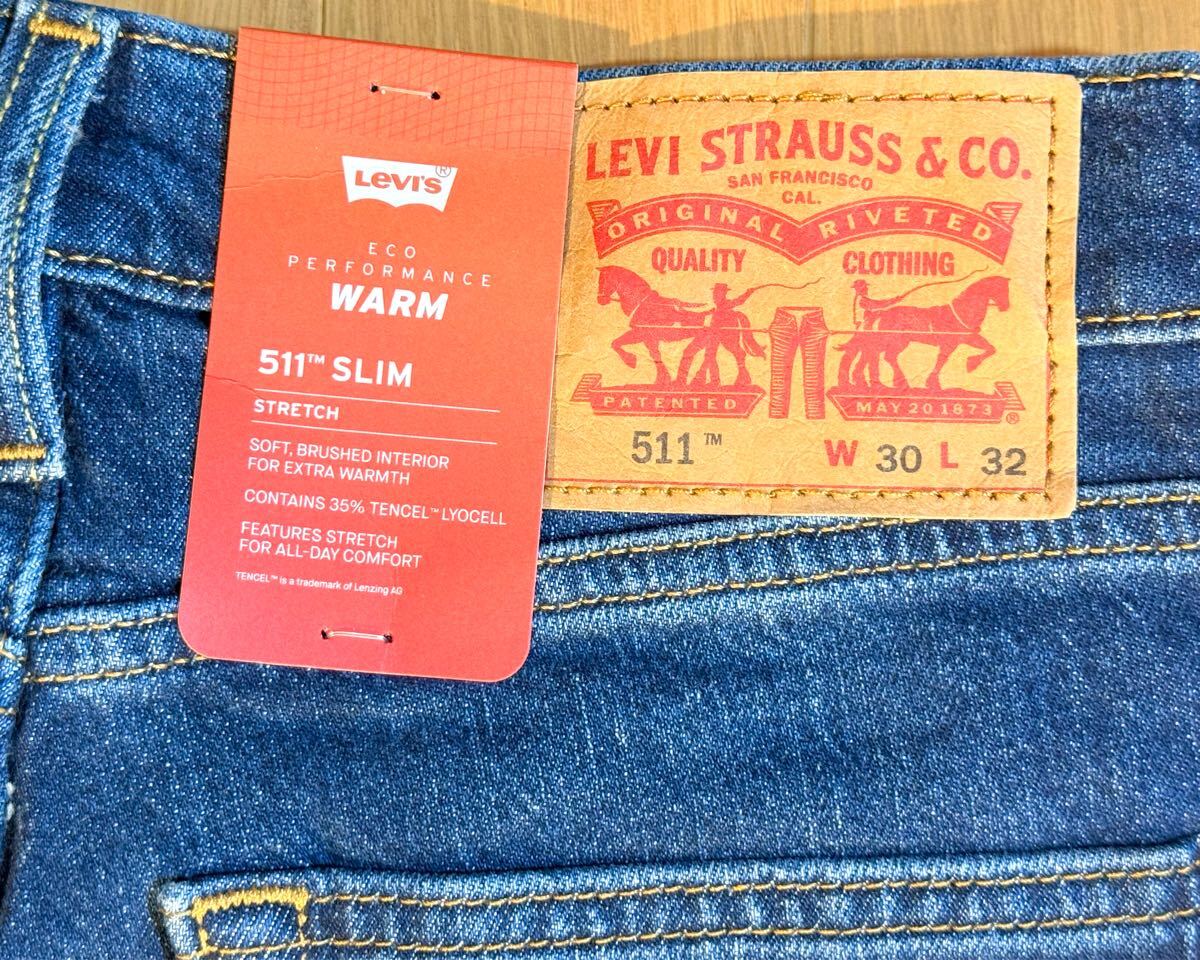 Levi's®
ECO
PERFORMANCE
WARM
511™ SLIM
STRETCH
SOFT, BRUSHED INTERIOR
FOR EXTRA WARMTH
CONTAINS 35% TENCEL™ LYOCELL
FEATURES STRETCH
FOR ALL-DAY COMFORT
TENCEL™ is a trademark of Lenzing AG
LEVI STRAUSS & CO.
SAN FRANCISCO
CAL.
ORIGINAL RIVETED
QUALITY CLOTHING
PATENTED MAY 20 1873 ®
511™ W 30 L 32